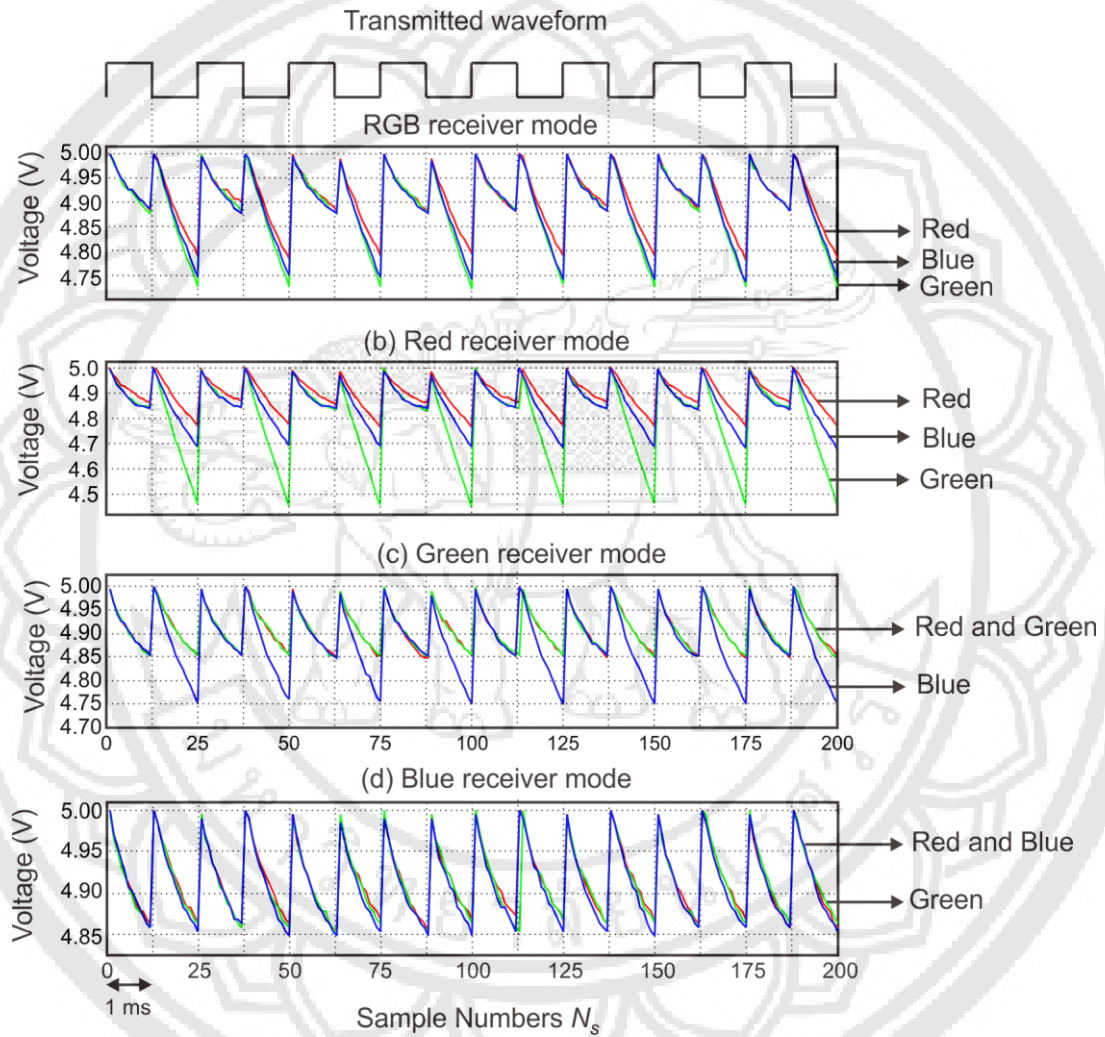 Transmitted waveform
RGB receiver mode
Voltage (V)
5.00
4.95
4.90
4.85
4.80
4.75
Red
Blue
Green
(b) Red receiver mode
Voltage (V)
5.0
4.9
4.8
4.7
4.6
4.5
Red
Blue
Green
(c) Green receiver mode
Voltage (V)
5.00
4.95
4.90
4.85
4.80
4.75
4.70
Red and Green
Blue
0 25 50 75 100 125 150 175 200
(d) Blue receiver mode
Voltage (V)
5.00
4.95
4.90
4.85
Red and Blue
Green
0 25 50 75 100 125 150 175 200
1 ms
Sample Numbers Ns